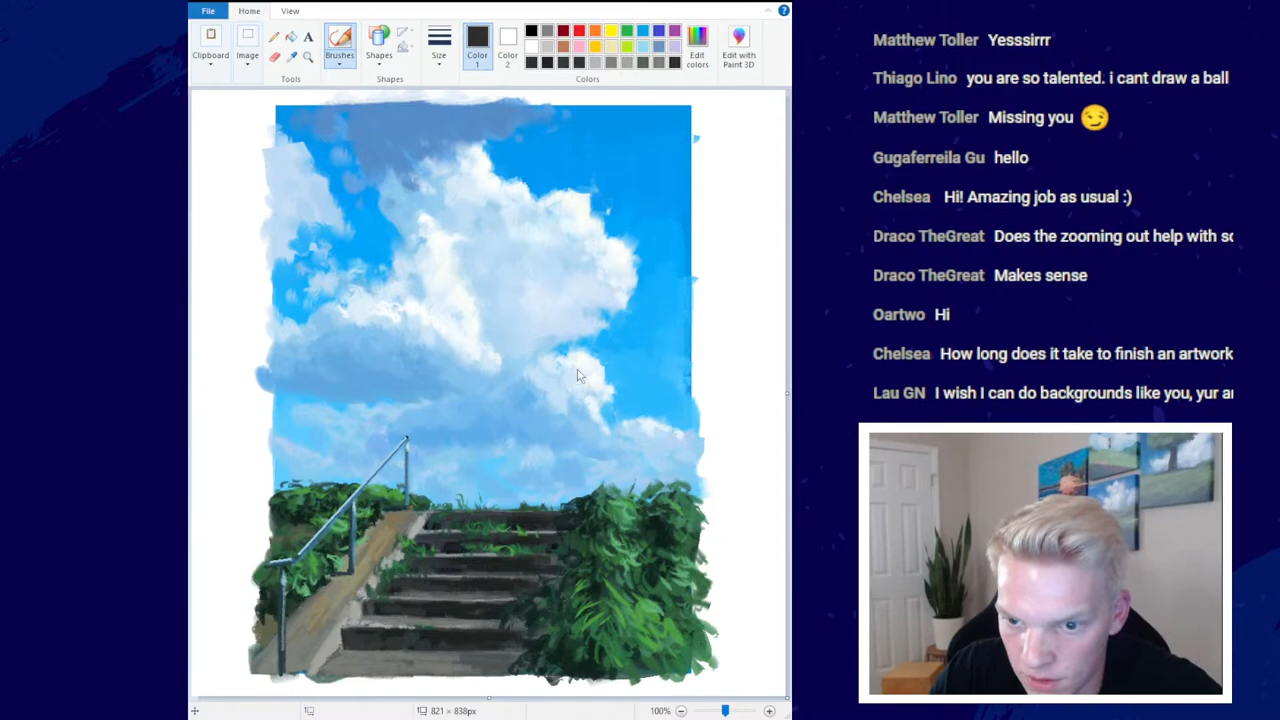 File Home View
Clipboard
Image
Tools
Brushes
Shapes
Shapes
Size
Color 1
Color 2
Colors
Edit colors
Edit with Paint 3D
Matthew Toller Yesssirrr
Thiago Lino you are so talented. i cant draw a ball
Matthew Toller Missing you 😏
Gugaferreila Gu hello
Chelsea Hi! Amazing job as usual :)
Draco TheGreat Does the zooming out help with
Draco TheGreat Makes sense
Oartwo Hi
Chelsea How long does it take to finish an artwork
Lau GN I wish I can do backgrounds like you, yur
821 × 838px
100%